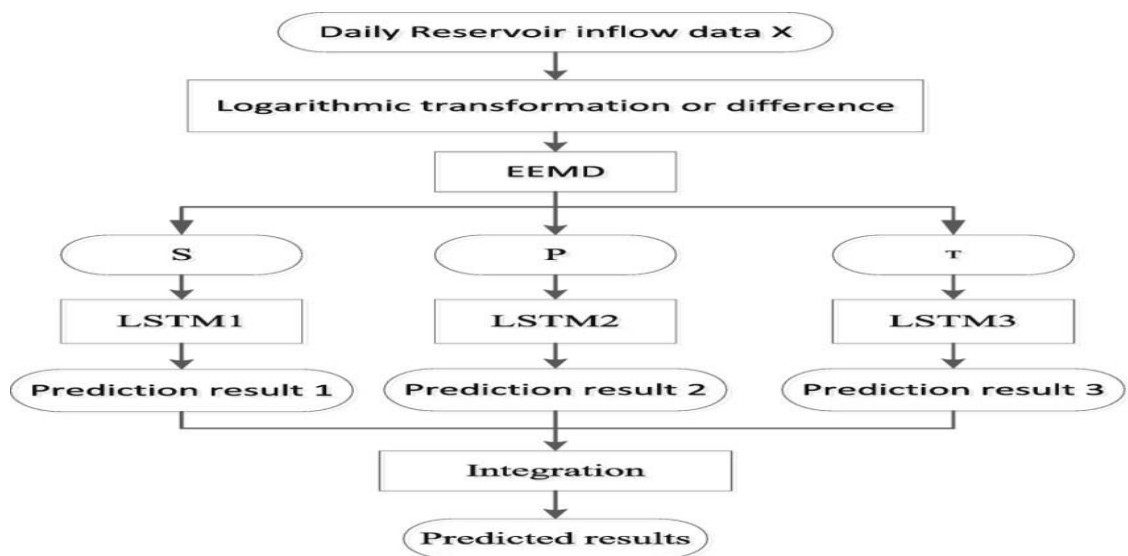 Daily Reservoir inflow data X
Logarithmic transformation or difference
EEMD
S
P
T
LSTM1
LSTM2
LSTM3
Prediction result 1
Prediction result 2
Prediction result 3
Integration
Predicted results